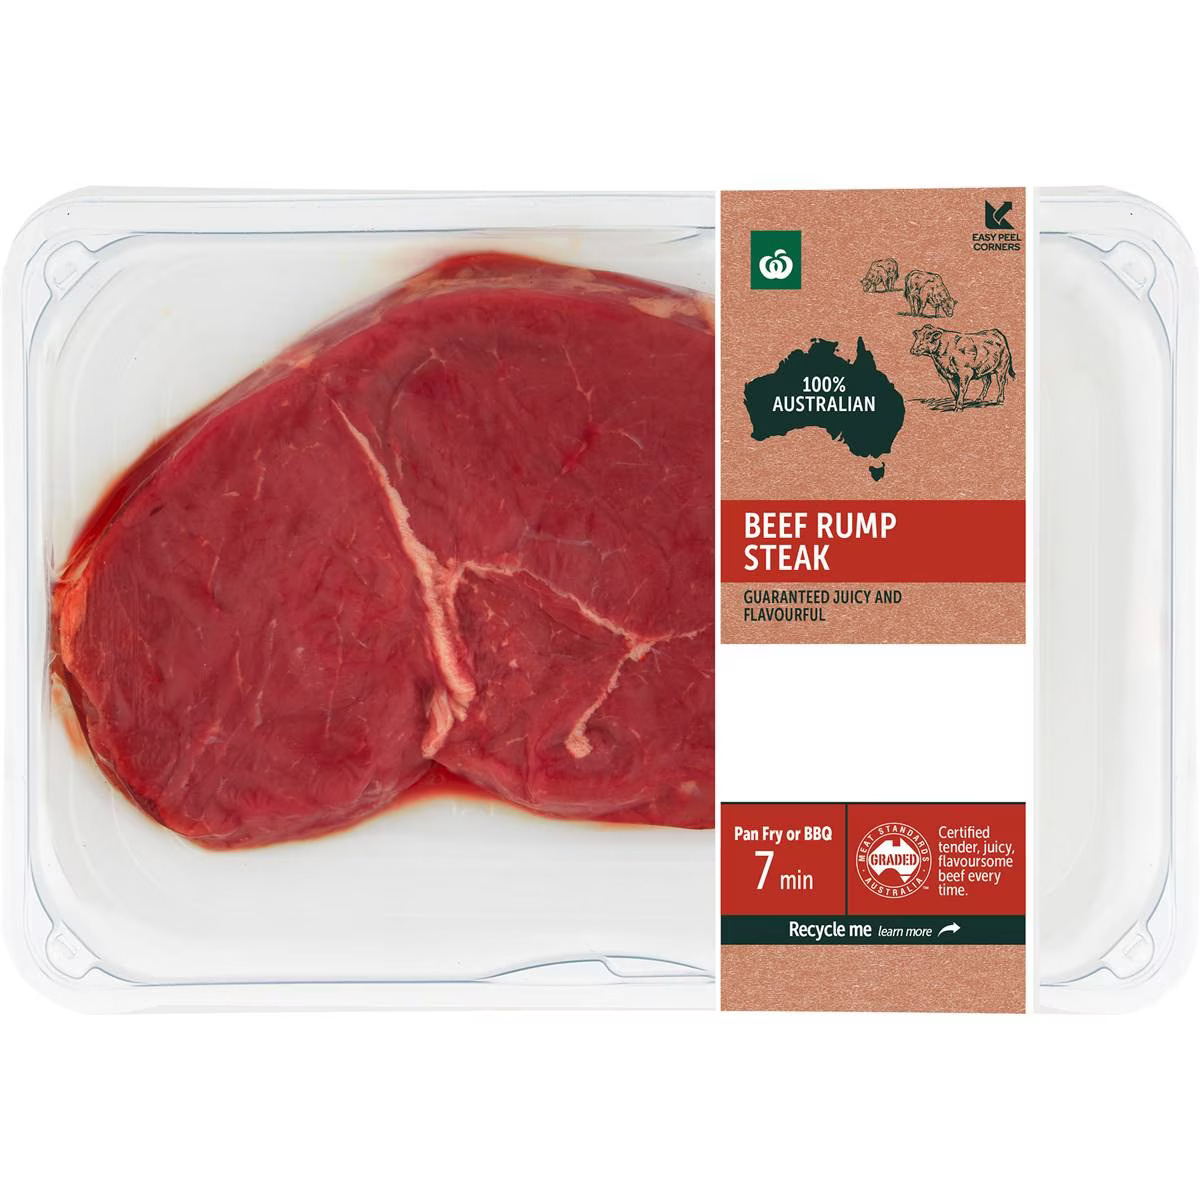 EASY PEEL
CORNERS
100%
AUSTRALIAN
BEEF RUMP
STEAK
GUARANTEED JUICY AND
FLAVOURFUL
Pan Fry or BBQ
7 min
MEAT STANDARDS
GRADED
AUSTRALIA
TM
Certified
tender, juicy,
flavoursome
beef every
time.
Recycle me learn more